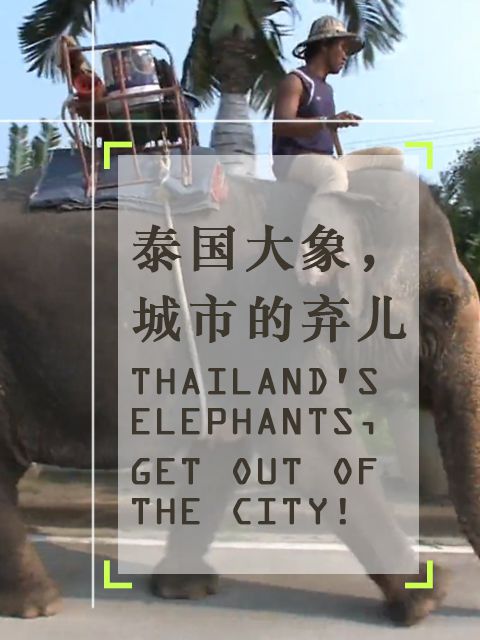 泰国大象，
城市的弃儿
THAILAND'S
ELEPHANTS,
GET OUT OF
THE CITY!